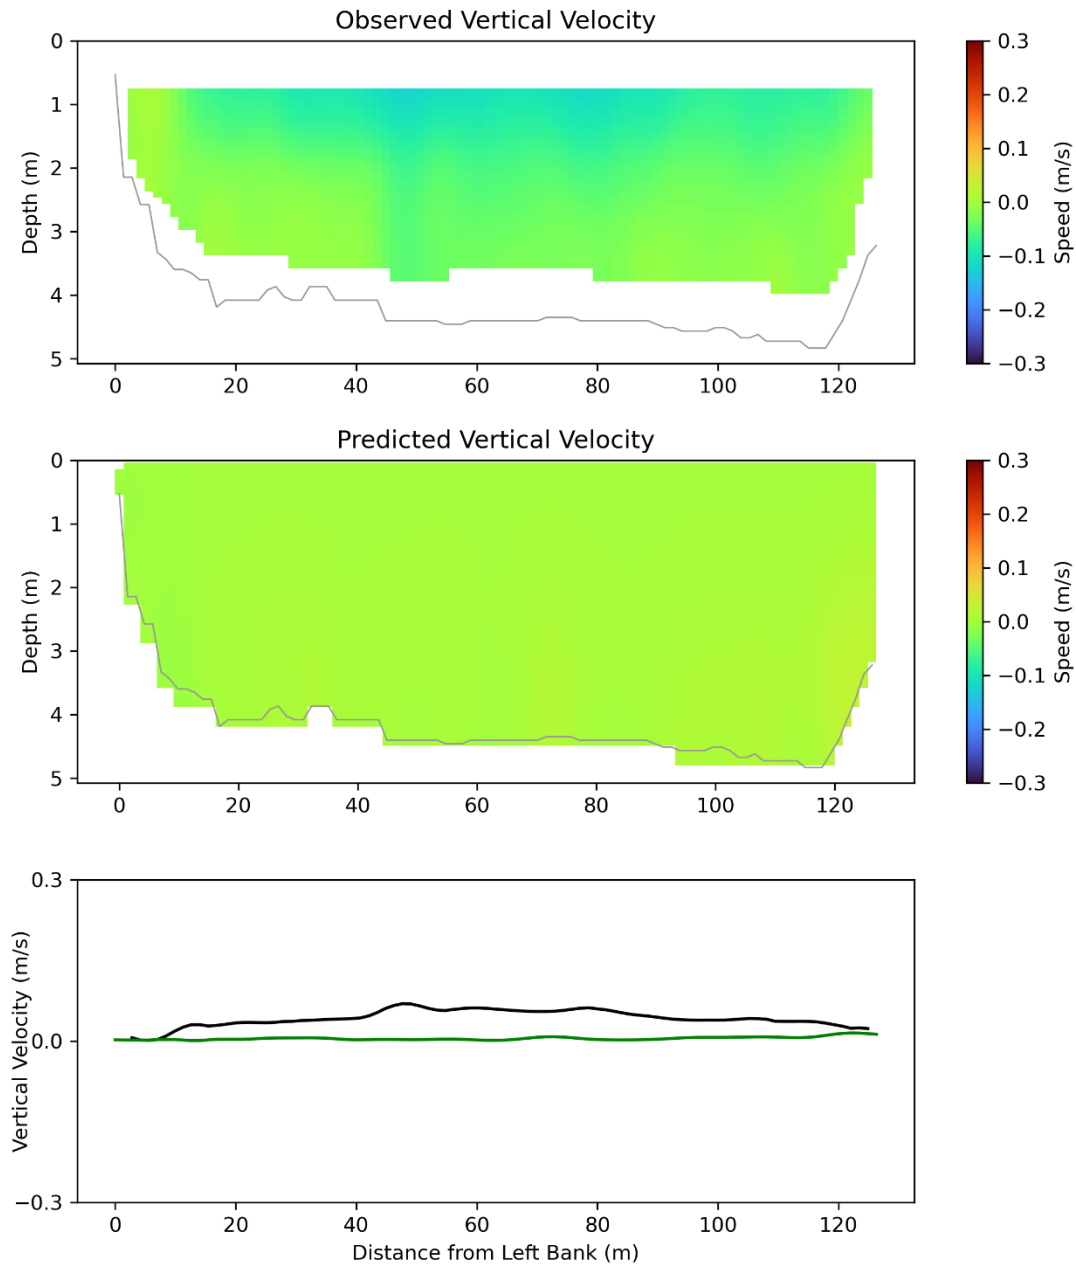 Observed Vertical Velocity
0
1
2
3
4
5
Depth (m)
0 20 40 60 80 100 120
0.3
0.2
0.1
0.0
−0.1
−0.2
−0.3
Speed (m/s)
Predicted Vertical Velocity
0
1
2
3
4
5
Depth (m)
0 20 40 60 80 100 120
0.3
0.2
0.1
0.0
−0.1
−0.2
−0.3
Speed (m/s)
0.3
0.0
−0.3
Vertical Velocity (m/s)
0 20 40 60 80 100 120
Distance from Left Bank (m)